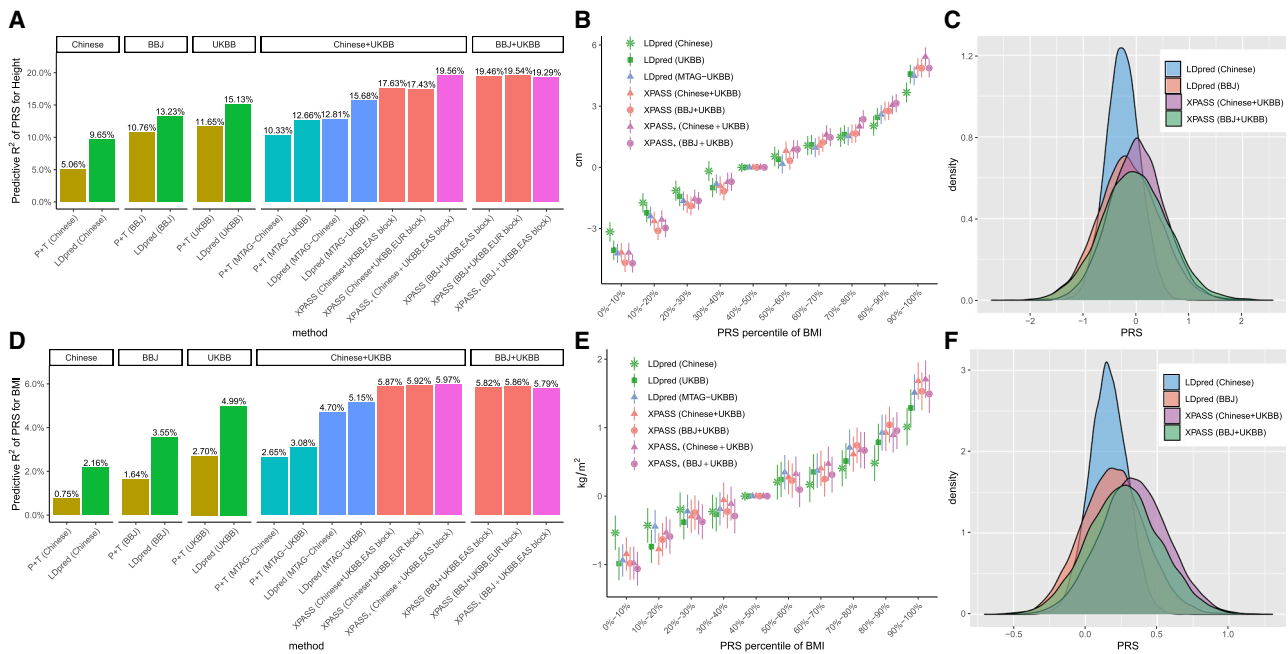 A
Chinese
BBJ
UKBB
Chinese+UKBB
BBJ+UKBB
Predictive R² of PRS for Height
20.0%
15.0%
10.0%
5.0%
0.0%
5.06%
9.65%
10.76%
13.23%
11.65%
15.13%
10.33%
12.66%
12.81%
15.68%
17.63%
17.43%
19.56%
19.46%
19.54%
19.29%
P+T (Chinese)
LDpred (Chinese)
P+T (BBJ)
LDpred (BBJ)
P+T (UKBB)
LDpred (UKBB)
P+T (MTAG−Chinese)
P+T (MTAG−UKBB)
LDpred (MTAG−Chinese)
LDpred (MTAG−UKBB)
XPASS (Chinese+UKBB,EAS block)
XPASS (Chinese+UKBB,EUR block)
XPASS+ (Chinese + UKBB,EAS block)
XPASS (BBJ+UKBB,EAS block)
XPASS (BBJ+UKBB,EUR block)
XPASS+ (BBJ + UKBB,EAS block)
method
B
6
3
0
−3
cm
LDpred (Chinese)
LDpred (UKBB)
LDpred (MTAG−UKBB)
XPASS (Chinese+UKBB)
XPASS (BBJ+UKBB)
XPASS+ (Chinese + UKBB)
XPASS+ (BBJ + UKBB)
0%−10%
10%−20%
20%−30%
30%−40%
40%−50%
50%−60%
60%−70%
70%−80%
80%−90%
90%−100%
PRS percentile of BMI
C
1.2
0.8
0.4
0.0
density
LDpred (Chinese)
LDpred (BBJ)
XPASS (Chinese+UKBB)
XPASS (BBJ+UKBB)
−2
−1
0
1
2
PRS
D
Chinese
BBJ
UKBB
Chinese+UKBB
BBJ+UKBB
Predictive R² of PRS for BMI
6.0%
4.0%
2.0%
0.0%
0.75%
2.16%
1.64%
3.55%
2.70%
4.99%
2.65%
3.08%
4.70%
5.15%
5.87%
5.92%
5.97%
5.82%
5.86%
5.79%
P+T (Chinese)
LDpred (Chinese)
P+T (BBJ)
LDpred (BBJ)
P+T (UKBB)
LDpred (UKBB)
P+T (MTAG−Chinese)
P+T (MTAG−UKBB)
LDpred (MTAG−Chinese)
LDpred (MTAG−UKBB)
XPASS (Chinese+UKBB,EAS block)
XPASS (Chinese+UKBB,EUR block)
XPASS+ (Chinese + UKBB,EAS block)
XPASS (BBJ+UKBB,EAS block)
XPASS (BBJ+UKBB,EUR block)
XPASS+ (BBJ + UKBB,EAS block)
method
E
2
1
0
−1
kg/m²
LDpred (Chinese)
LDpred (UKBB)
LDpred (MTAG−UKBB)
XPASS (Chinese+UKBB)
XPASS (BBJ+UKBB)
XPASS+ (Chinese + UKBB)
XPASS+ (BBJ + UKBB)
0%−10%
10%−20%
20%−30%
30%−40%
40%−50%
50%−60%
60%−70%
70%−80%
80%−90%
90%−100%
PRS percentile of BMI
F
3
2
1
0
density
LDpred (Chinese)
LDpred (BBJ)
XPASS (Chinese+UKBB)
XPASS (BBJ+UKBB)
−0.5
0.0
0.5
1.0
PRS